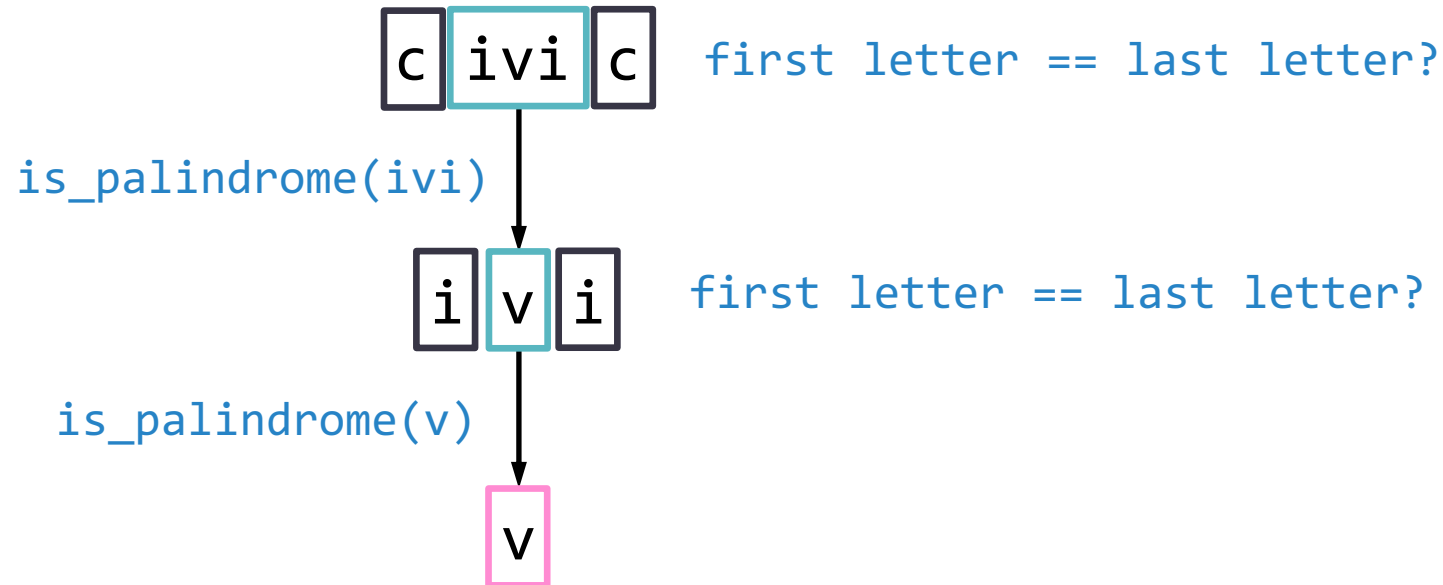 c ivi c first letter == last letter?
is_palindrome(ivi)
i v i first letter == last letter?
is_palindrome(v)
v